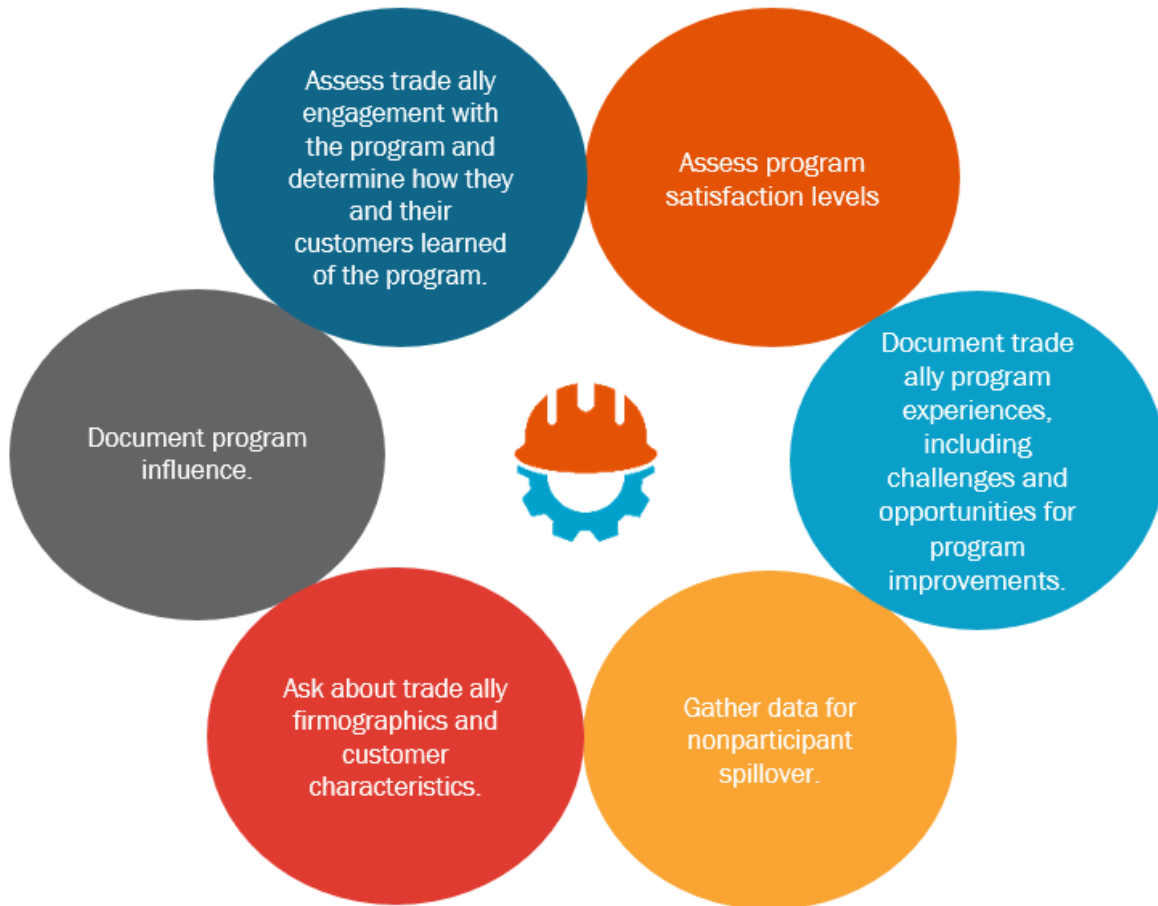 Assess trade ally
engagement with
the program and
determine how they
and their
customers learned
of the program.
Assess program
satisfaction levels
Document trade
ally program
experiences,
including
challenges and
opportunities for
program
improvements.
Gather data for
nonparticipant
spillover.
Ask about trade ally
firmographics and
customer
characteristics.
Document program
influence.